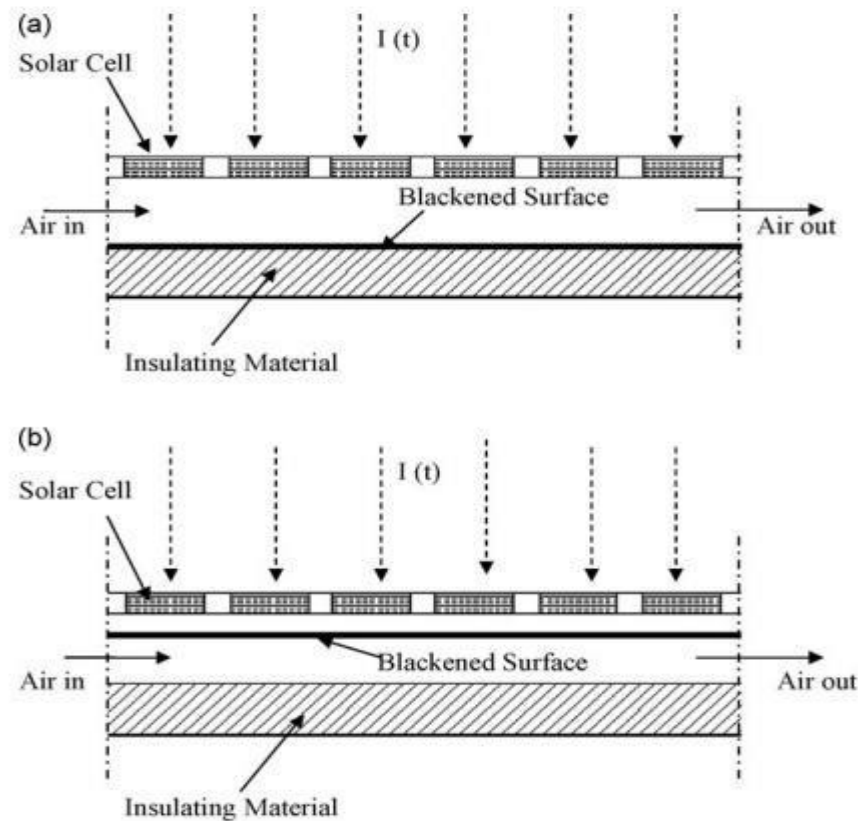 (a)
I (t)
Solar Cell
Blackened Surface
Air in
Air out
Insulating Material
(b)
I (t)
Solar Cell
Blackened Surface
Air in
Air out
Insulating Material